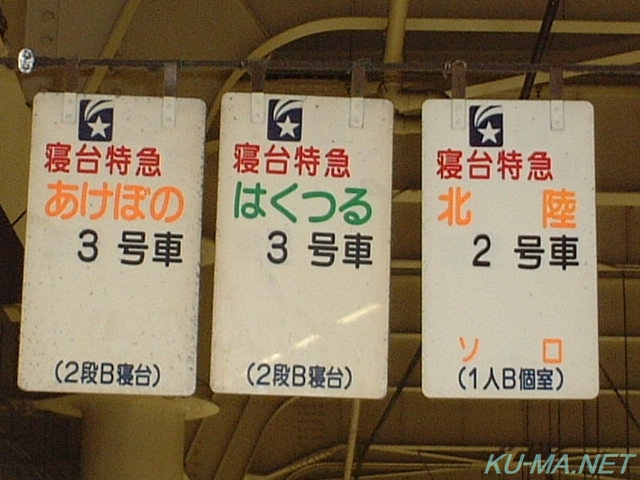 寝台特急
あけぼの
3 号車
(2段B寝台)
寝台特急
はくつる
3 号車
(2段B寝台)
寝台特急
北 陸
2 号車
ソ ロ
(1人B個室)
KU-MA.NET